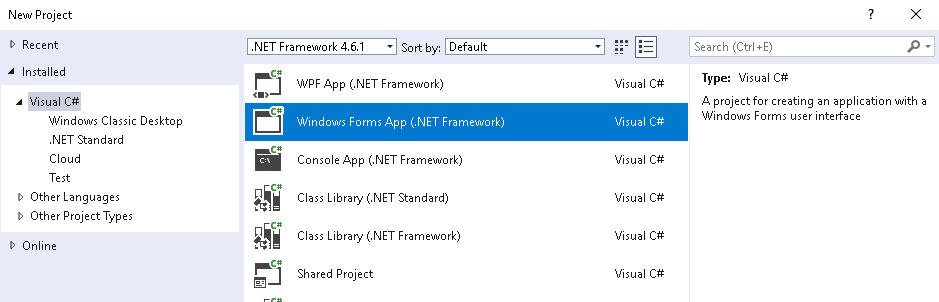 New Project
? ×
Recent
.NET Framework 4.6.1 Sort by: Default Search (Ctrl+E)
Installed
Visual C#
Windows Classic Desktop
.NET Standard
Cloud
Test
Other Languages
Other Project Types
Online
C# WPF App (.NET Framework) Visual C#
C# Windows Forms App (.NET Framework) Visual C#
C# C:\ Console App (.NET Framework) Visual C#
C# Class Library (.NET Standard) Visual C#
C# Class Library (.NET Framework) Visual C#
C# Shared Project Visual C#
C#
Type: Visual C#
A project for creating an application with a
Windows Forms user interface